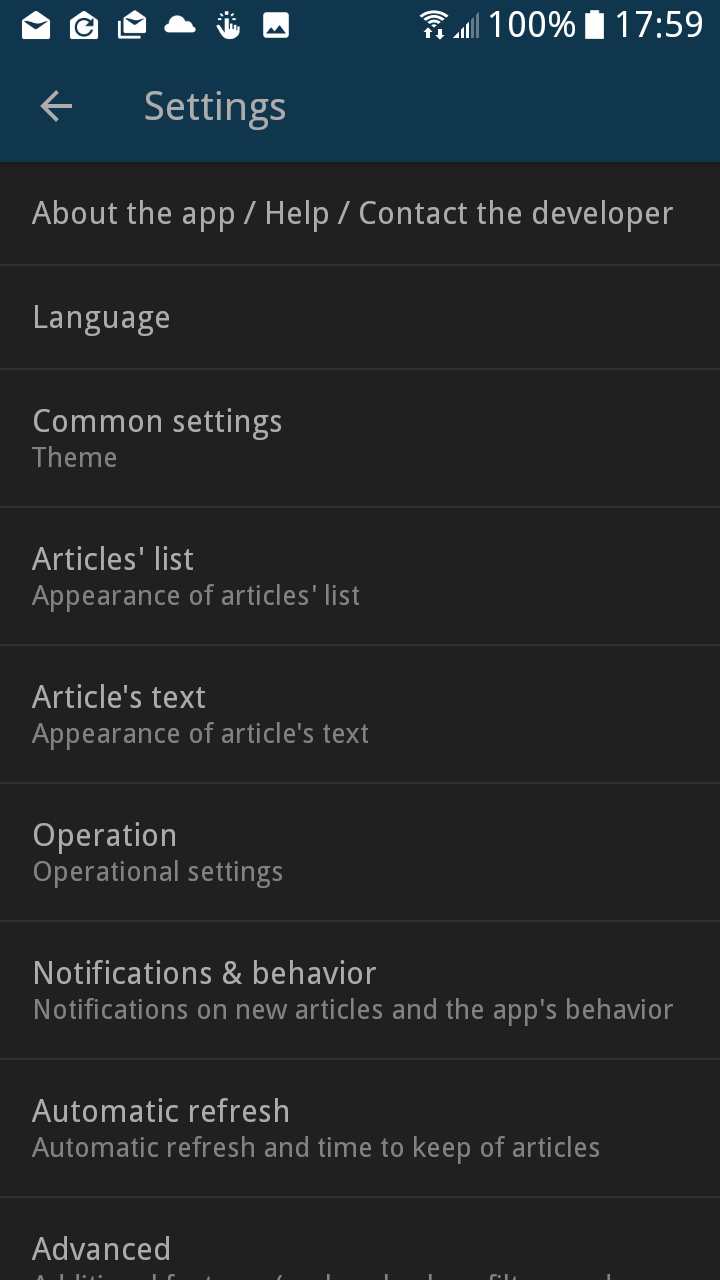 100% 17:59
Settings
About the app / Help / Contact the developer
Language
Common settings
Theme
Articles' list
Appearance of articles' list
Article's text
Appearance of article's text
Operation
Operational settings
Notifications & behavior
Notifications on new articles and the app's behavior
Automatic refresh
Automatic refresh and time to keep of articles
Advanced